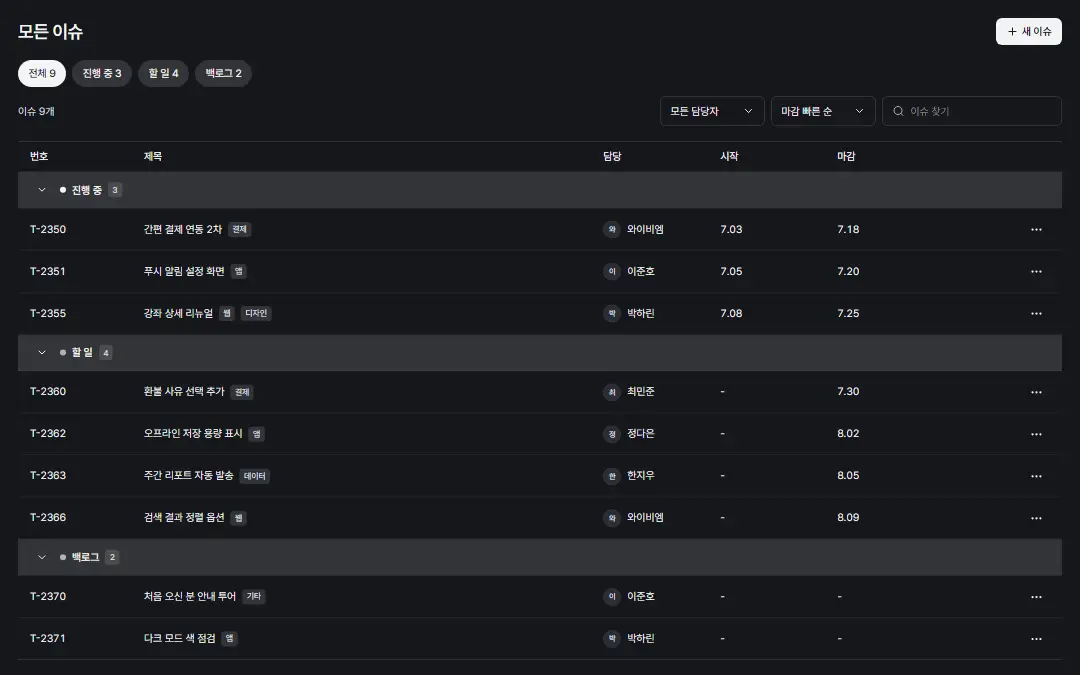 모든 이슈
새 이슈
전체 9 진행 중 3 할 일 4 백로그 2
이슈 9개 모든 담당자 마감 빠른 순 이슈 찾기
번호 제목 담당 시작 마감
진행 중 3
T-2350 간편 결제 연동 2차 결제 와 와이비엠 7.03 7.18
T-2351 푸시 알림 설정 화면 앱 이 이준호 7.05 7.20
T-2355 강좌 상세 리뉴얼 웹 디자인 박 박하린 7.08 7.25
할 일 4
T-2360 환불 사유 선택 추가 결제 최 최민준 - 7.30
T-2362 오프라인 저장 용량 표시 앱 정 정다은 - 8.02
T-2363 주간 리포트 자동 발송 데이터 한 한지우 - 8.05
T-2366 검색 결과 정렬 옵션 웹 와 와이비엠 - 8.09
백로그 2
T-2370 처음 오신 분 안내 투어 기타 이 이준호 - -
T-2371 다크 모드 색 점검 앱 박 박하린 - -